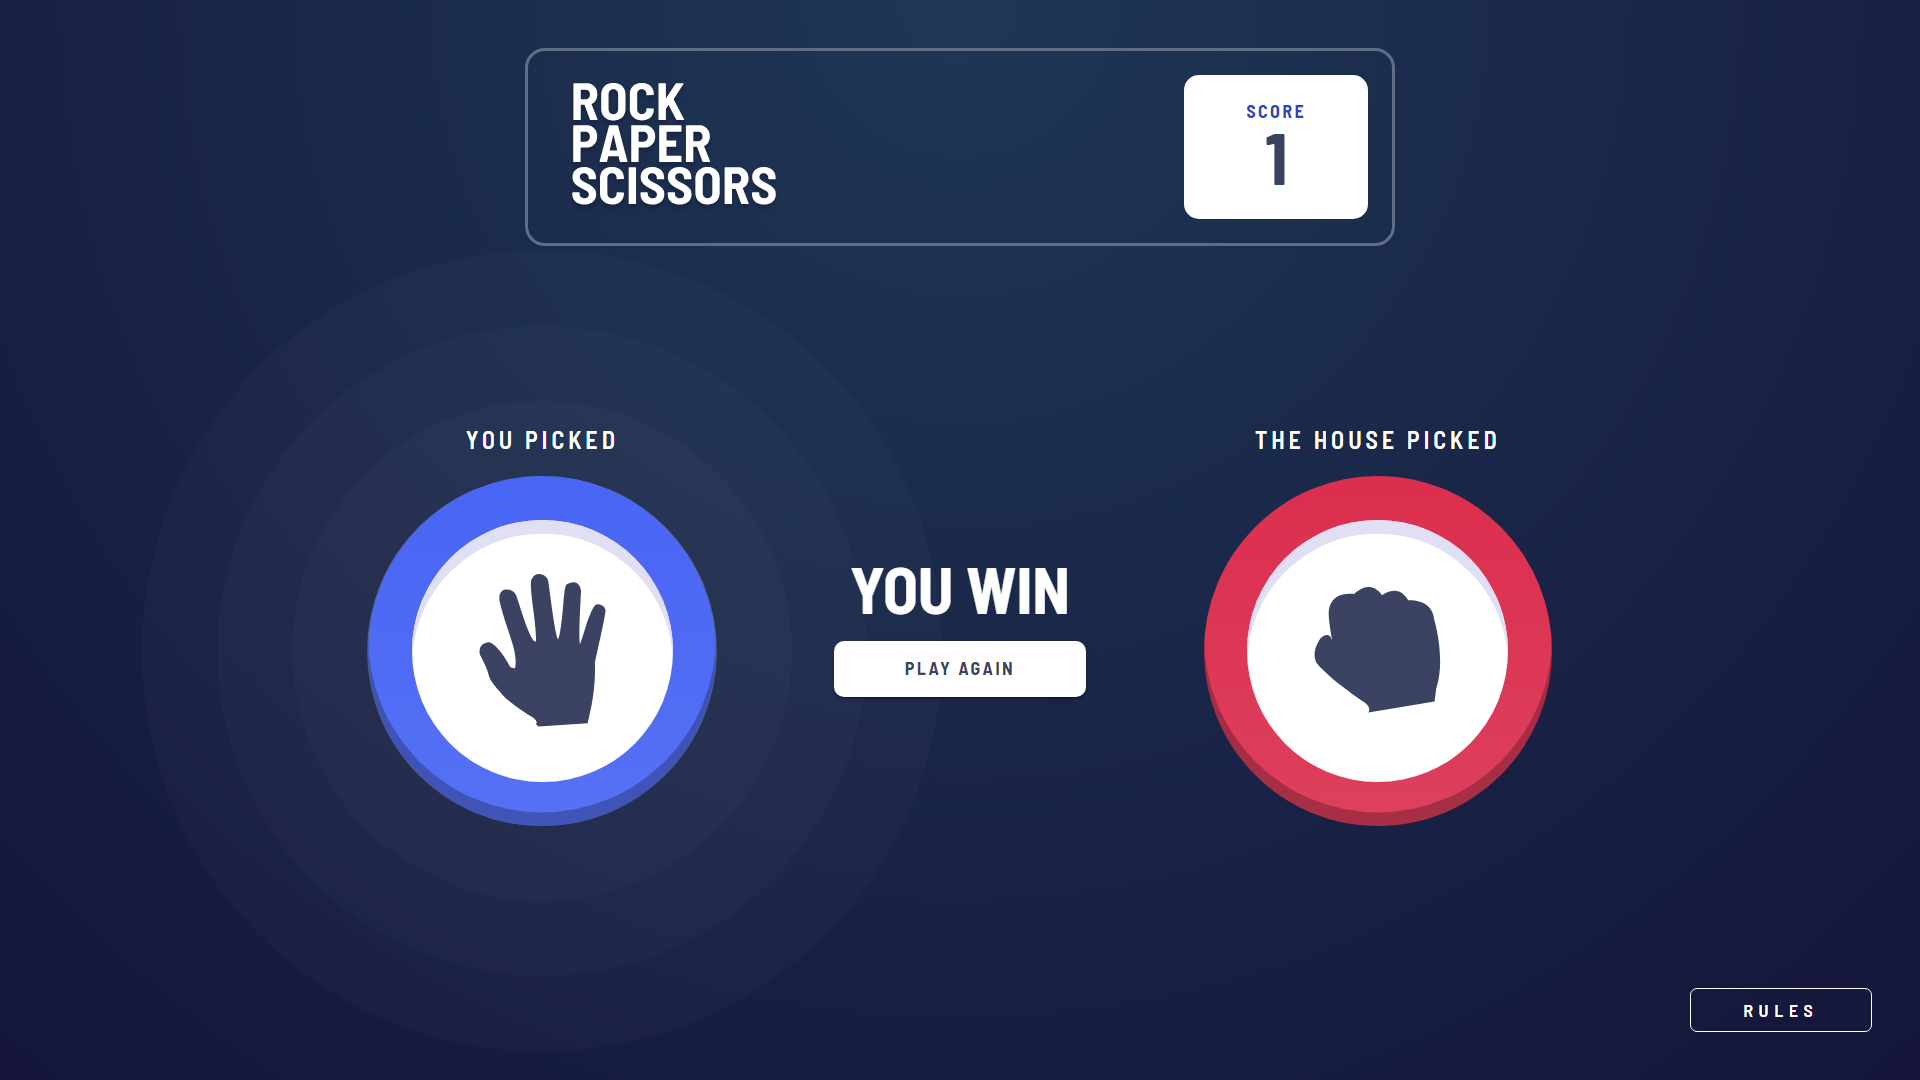 ROCK
PAPER
SCISSORS
SCORE
1
YOU PICKED
THE HOUSE PICKED
YOU WIN
PLAY AGAIN
RULES